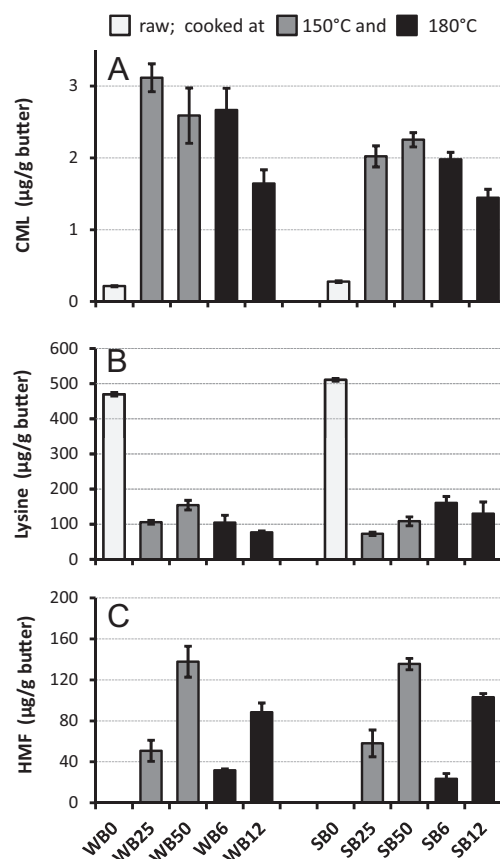 raw; cooked at 150°C and 180°C
A
CML (µg/g butter)
3
2
1
0
B
Lysine (µg/g butter)
600
500
400
300
200
100
0
C
HMF (µg/g butter)
200
160
120
80
40
0
WB0 WB25 WB50 WB6 WB12 SB0 SB25 SB50 SB6 SB12